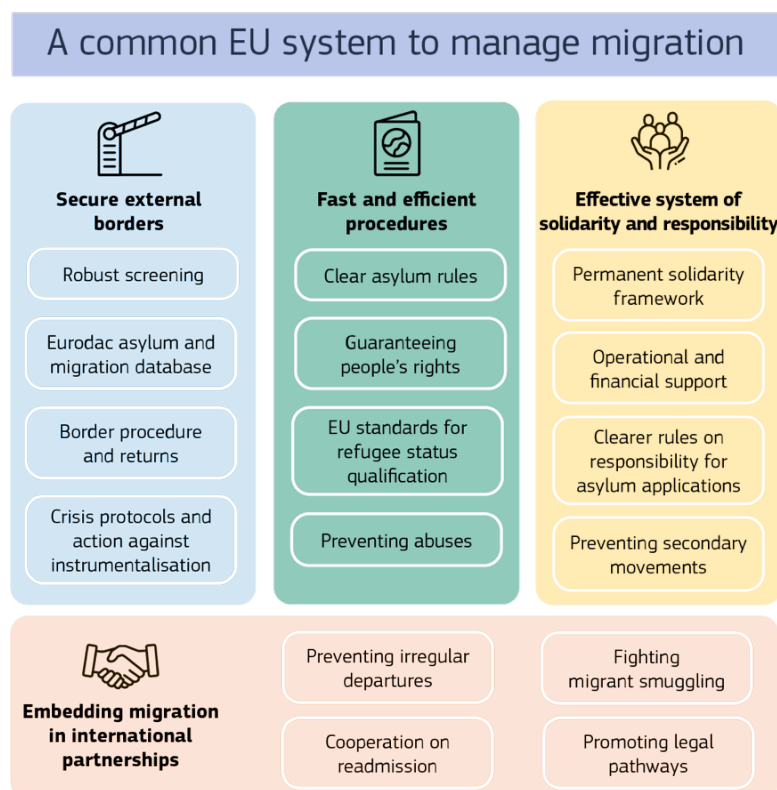 A common EU system to manage migration
Secure external
borders
Robust screening
Eurodac asylum and
migration database
Border procedure
and returns
Crisis protocols and
action against
instrumentalisation
Fast and efficient
procedures
Clear asylum rules
Guaranteeing
people's rights
EU standards for
refugee status
qualification
Preventing abuses
Effective system of
solidarity and responsibility
Permanent solidarity
framework
Operational and
financial support
Clearer rules on
responsibility for
asylum applications
Preventing secondary
movements
Embedding migration
in international
partnerships
Preventing irregular
departures
Cooperation on
readmission
Fighting
migrant smuggling
Promoting legal
pathways